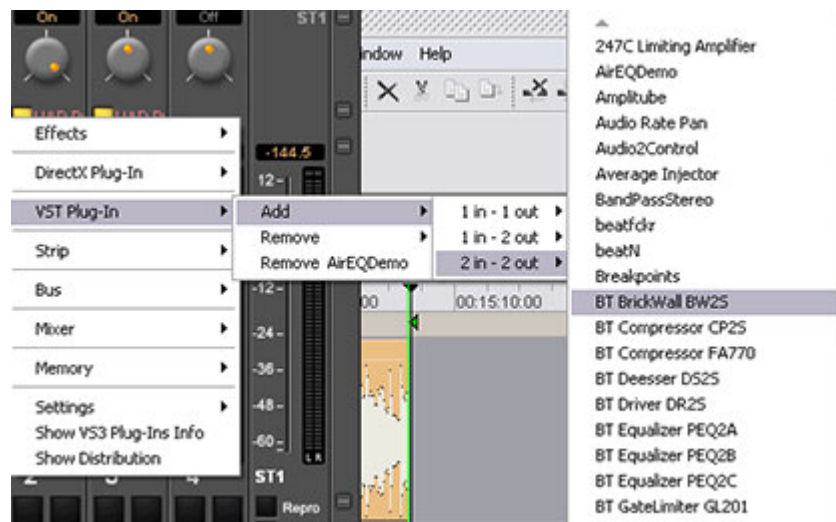 On On Off ST1
indow Help
-144.5
12-
Effects
DirectX Plug-In
VST Plug-In
Strip
Bus
Mixer
Memory
Settings
Show VS3 Plug-Ins Info
Show Distribution
Add
Remove
Remove AirEQDemo
1 in - 1 out
1 in - 2 out
2 in - 2 out
-12-
00 00:15:10:00
-24-
-36-
-48-
-60-
L R
ST1
Repro
2 3 4
247C Limiting Amplifier
AirEQDemo
Amplitube
Audio Rate Pan
Audio2Control
Average Injector
BandPassStereo
beatfckr
beatN
Breakpoints
BT BrickWall BW2S
BT Compressor CP2S
BT Compressor FA770
BT Deesser DS2S
BT Driver DR2S
BT Equalizer PEQ2A
BT Equalizer PEQ2B
BT Equalizer PEQ2C
BT GateLimiter GL201